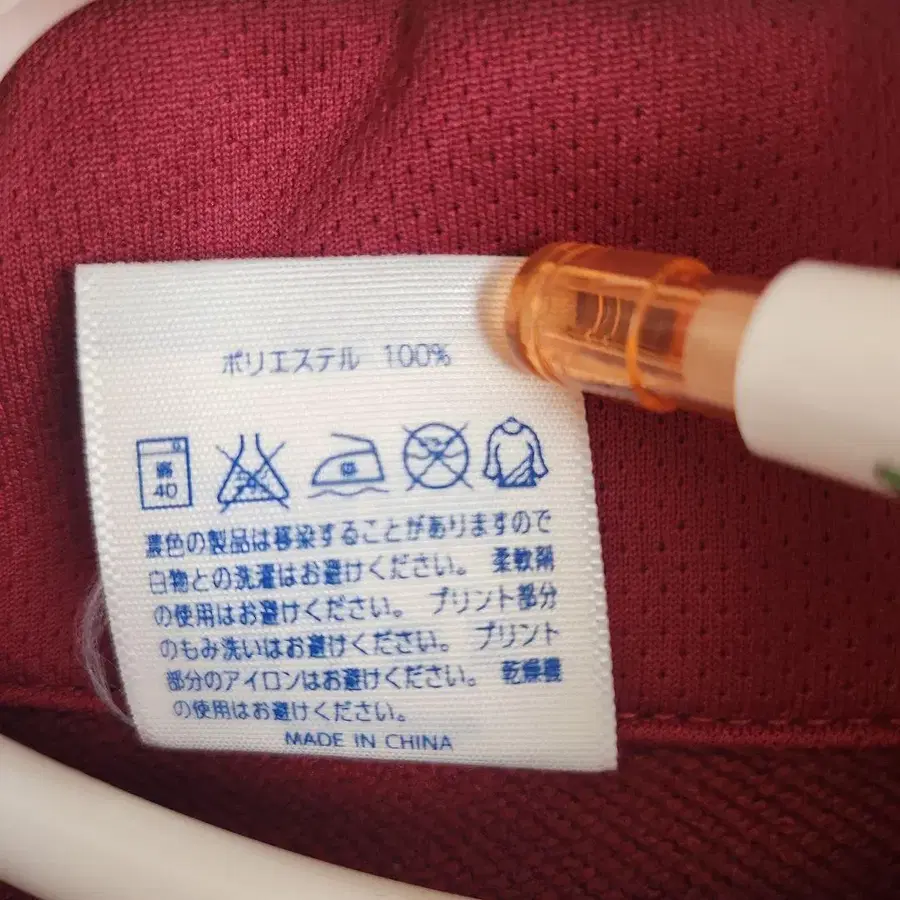 ポリエステル 100%
弱
40
中
濃色の製品は移染することがありますので
白物との洗濯はお避けください。 柔軟剤
の使用はお避けください。 プリント部分
のもみ洗いはお避けください。 プリント
部分のアイロンはお避けください。 乾燥機
の使用はお避けください。
MADE IN CHINA